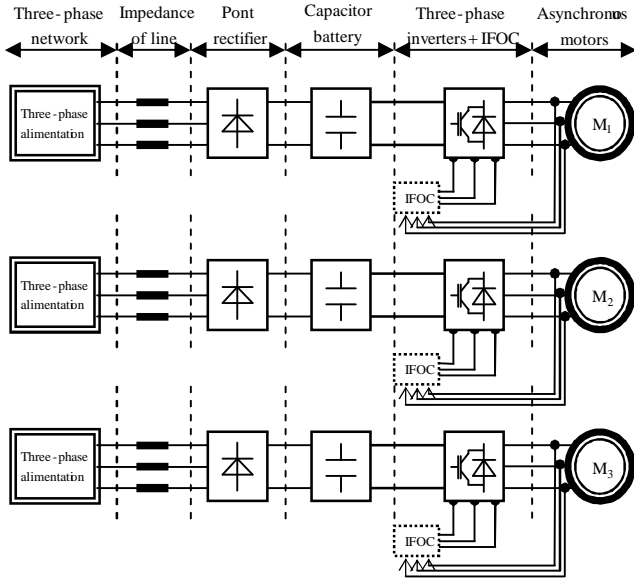 Three-phase network
Impedance of line
Pont rectifier
Capacitor battery
Three-phase inverters+IFOC
Asynchronous motors
Three-phase alimentation
M1
IFOC
Three-phase alimentation
M2
IFOC
Three-phase alimentation
M3
IFOC